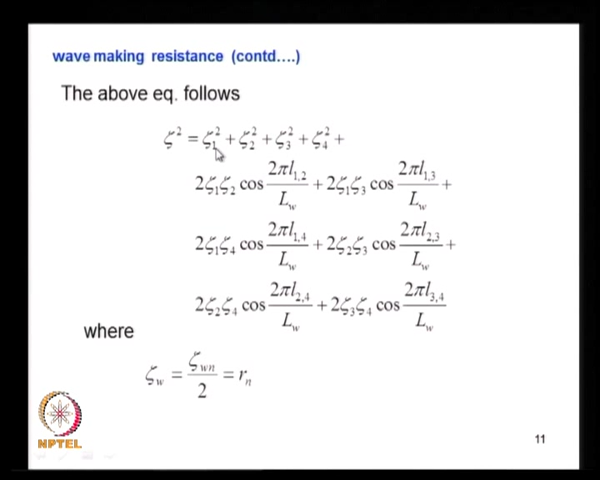 wave making resistance (contd....)
The above eq. follows
ζ² = ζ₁² + ζ₂² + ζ₃² + ζ₄² +
2ζ₁ζ₂ cos 2πl₁,₂/L_w + 2ζ₁ζ₃ cos 2πl₁,₃/L_w +
2ζ₁ζ₄ cos 2πl₁,₄/L_w + 2ζ₂ζ₃ cos 2πl₂,₃/L_w +
2ζ₂ζ₄ cos 2πl₂,₄/L_w + 2ζ₃ζ₄ cos 2πl₃,₄/L_w
where
ζ_w = ζ_wn/2 = r_n
NPTEL
11